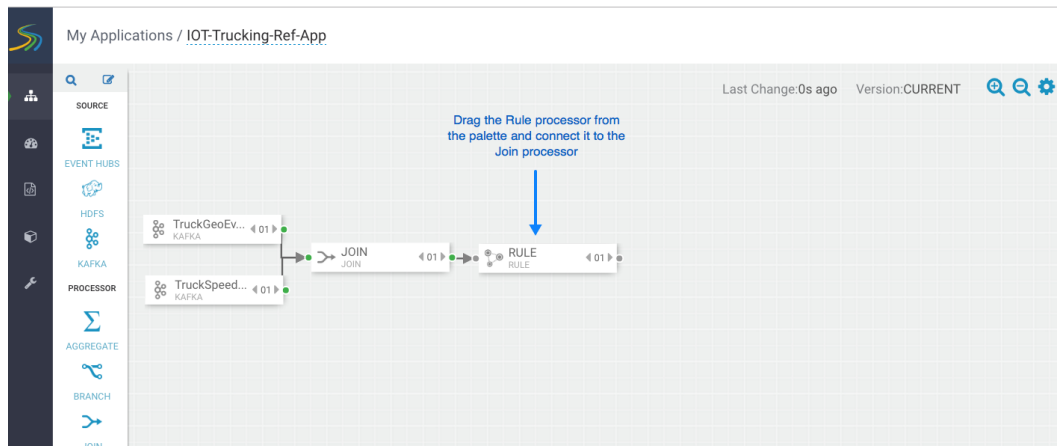 My Applications / IOT-Trucking-Ref-App
Last Change:0s ago Version:CURRENT
SOURCE
EVENT HUBS
HDFS
KAFKA
PROCESSOR
AGGREGATE
BRANCH
JOIN
Drag the Rule processor from
the palette and connect it to the
Join processor
TruckGeoEv... 01
KAFKA
TruckSpeed... 01
KAFKA
JOIN 01
JOIN
RULE 01
RULE